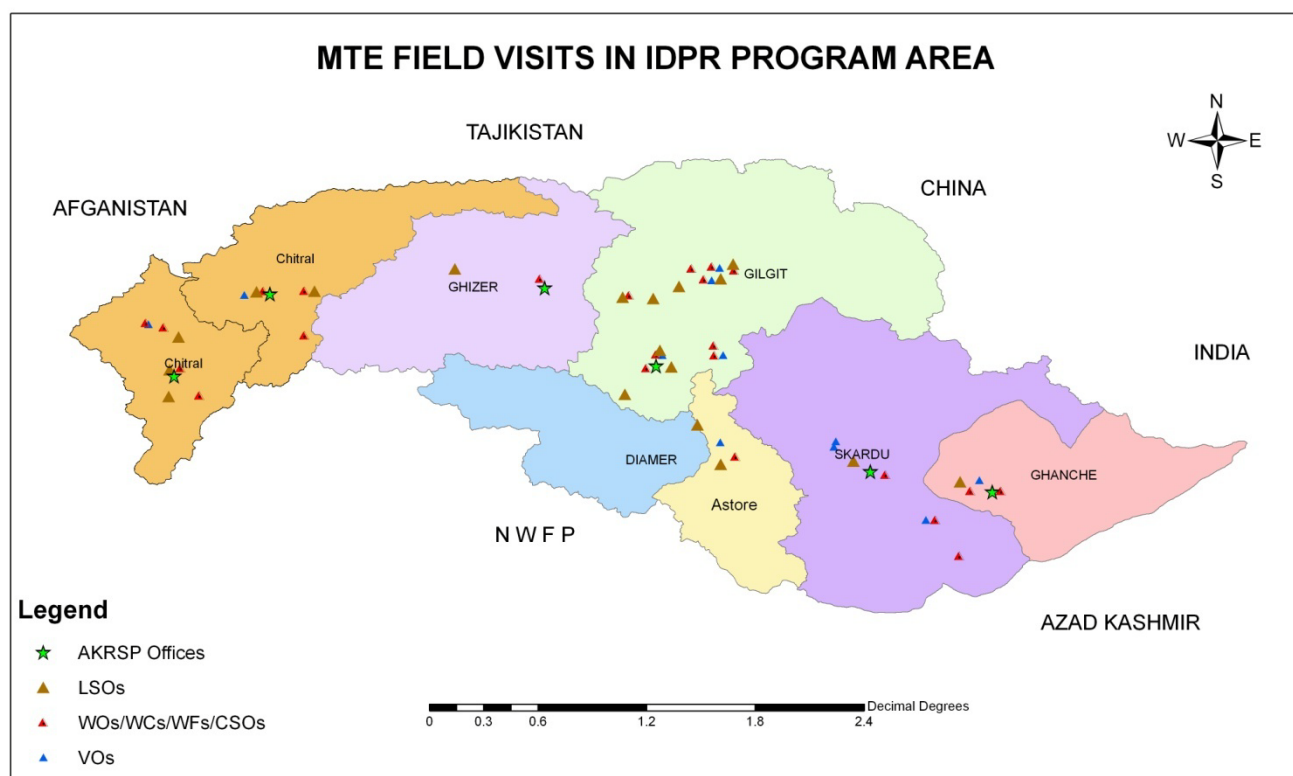 MTE FIELD VISITS IN IDPR PROGRAM AREA
N
W E
S
TAJIKISTAN
CHINA
AFGANISTAN
Chitral
GHIZER
GILGIT
INDIA
Chitral
DIAMER
SKARDU
GHANCHE
Astore
N W F P
AZAD KASHMIR
Legend
AKRSP Offices
LSOs
WOs/WCs/WFs/CSOs
VOs
Decimal Degrees
0 0.3 0.6 1.2 1.8 2.4